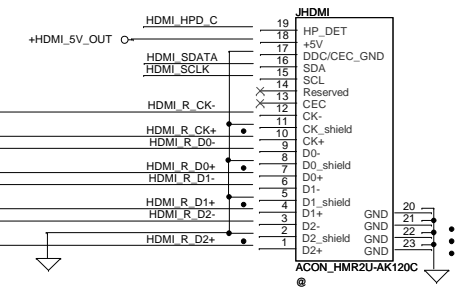 JHDMI
HDMI_HPD_C 19 HP_DET
+HDMI_5V_OUT 18 +5V
17 DDC/CEC_GND
HDMI_SDATA 16 SDA
HDMI_SCLK 15 SCL
14 Reserved
13 CEC
HDMI_R_CK- 12 CK-
11 CK_shield
HDMI_R_CK+ 10 CK+
HDMI_R_D0- 9 D0-
8 D0_shield
HDMI_R_D0+ 7 D0+
HDMI_R_D1- 6 D1-
5 D1_shield
HDMI_R_D1+ 4 D1+ GND 20
HDMI_R_D2- 3 D2- GND 21
2 D2_shield GND 22
HDMI_R_D2+ 1 D2+ GND 23
ACON_HMR2U-AK120C
@